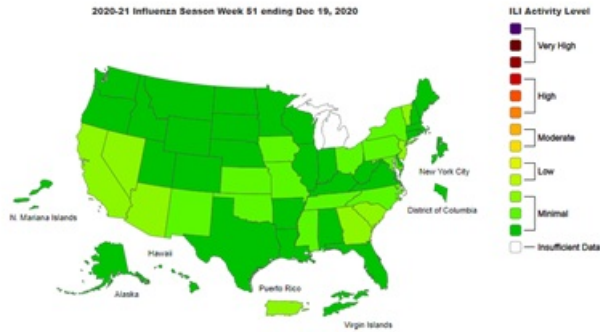 2020-21 Influenza Season Week 51 ending Dec 19, 2020
ILI Activity Level
Very High
High
Moderate
Low
Minimal
Insufficient Data
New York City
District of Columbia
N. Mariana Islands
Hawaii
Alaska
Puerto Rico
Virgin Islands